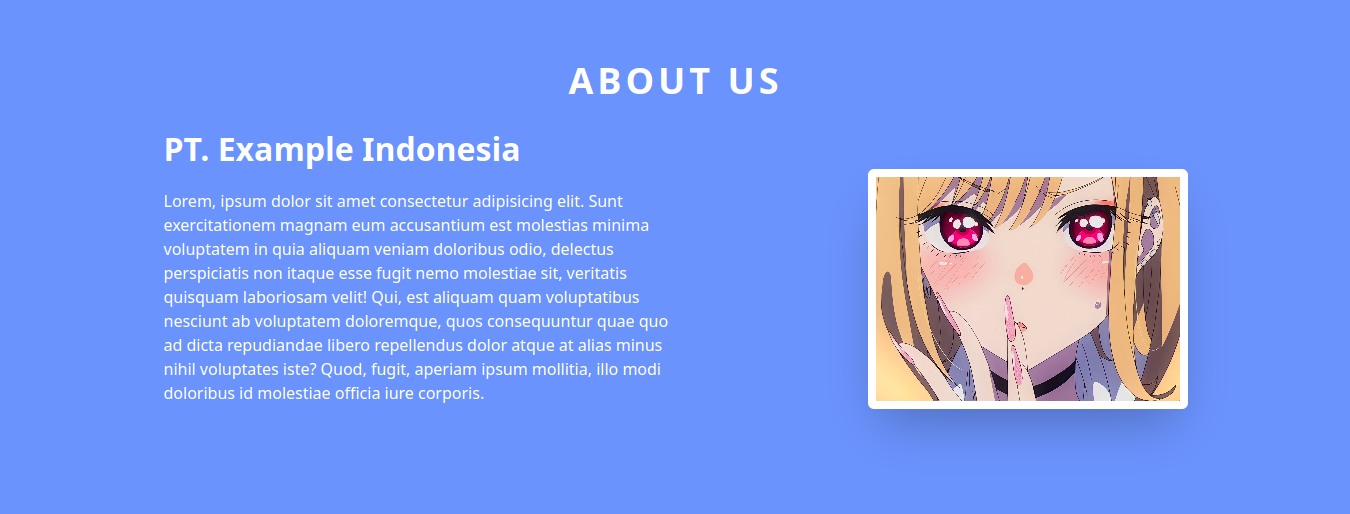 ABOUT US
PT. Example Indonesia
Lorem, ipsum dolor sit amet consectetur adipisicing elit. Sunt
exercitationem magnam eum accusantium est molestias minima
voluptatem in quia aliquam veniam doloribus odio, delectus
perspiciatis non itaque esse fugit nemo molestiae sit, veritatis
quisquam laboriosam velit! Qui, est aliquam quam voluptatibus
nesciunt ab voluptatem doloremque, quos consequuntur quae quo
ad dicta repudiandae libero repellendus dolor atque at alias minus
nihil voluptates iste? Quod, fugit, aperiam ipsum mollitia, illo modi
doloribus id molestiae officia iure corporis.